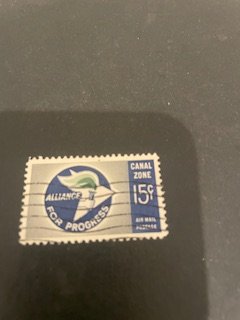 ALLIANCE
FOR PROGRESS
CANAL
ZONE
15¢
AIR MAIL
POSTAGE